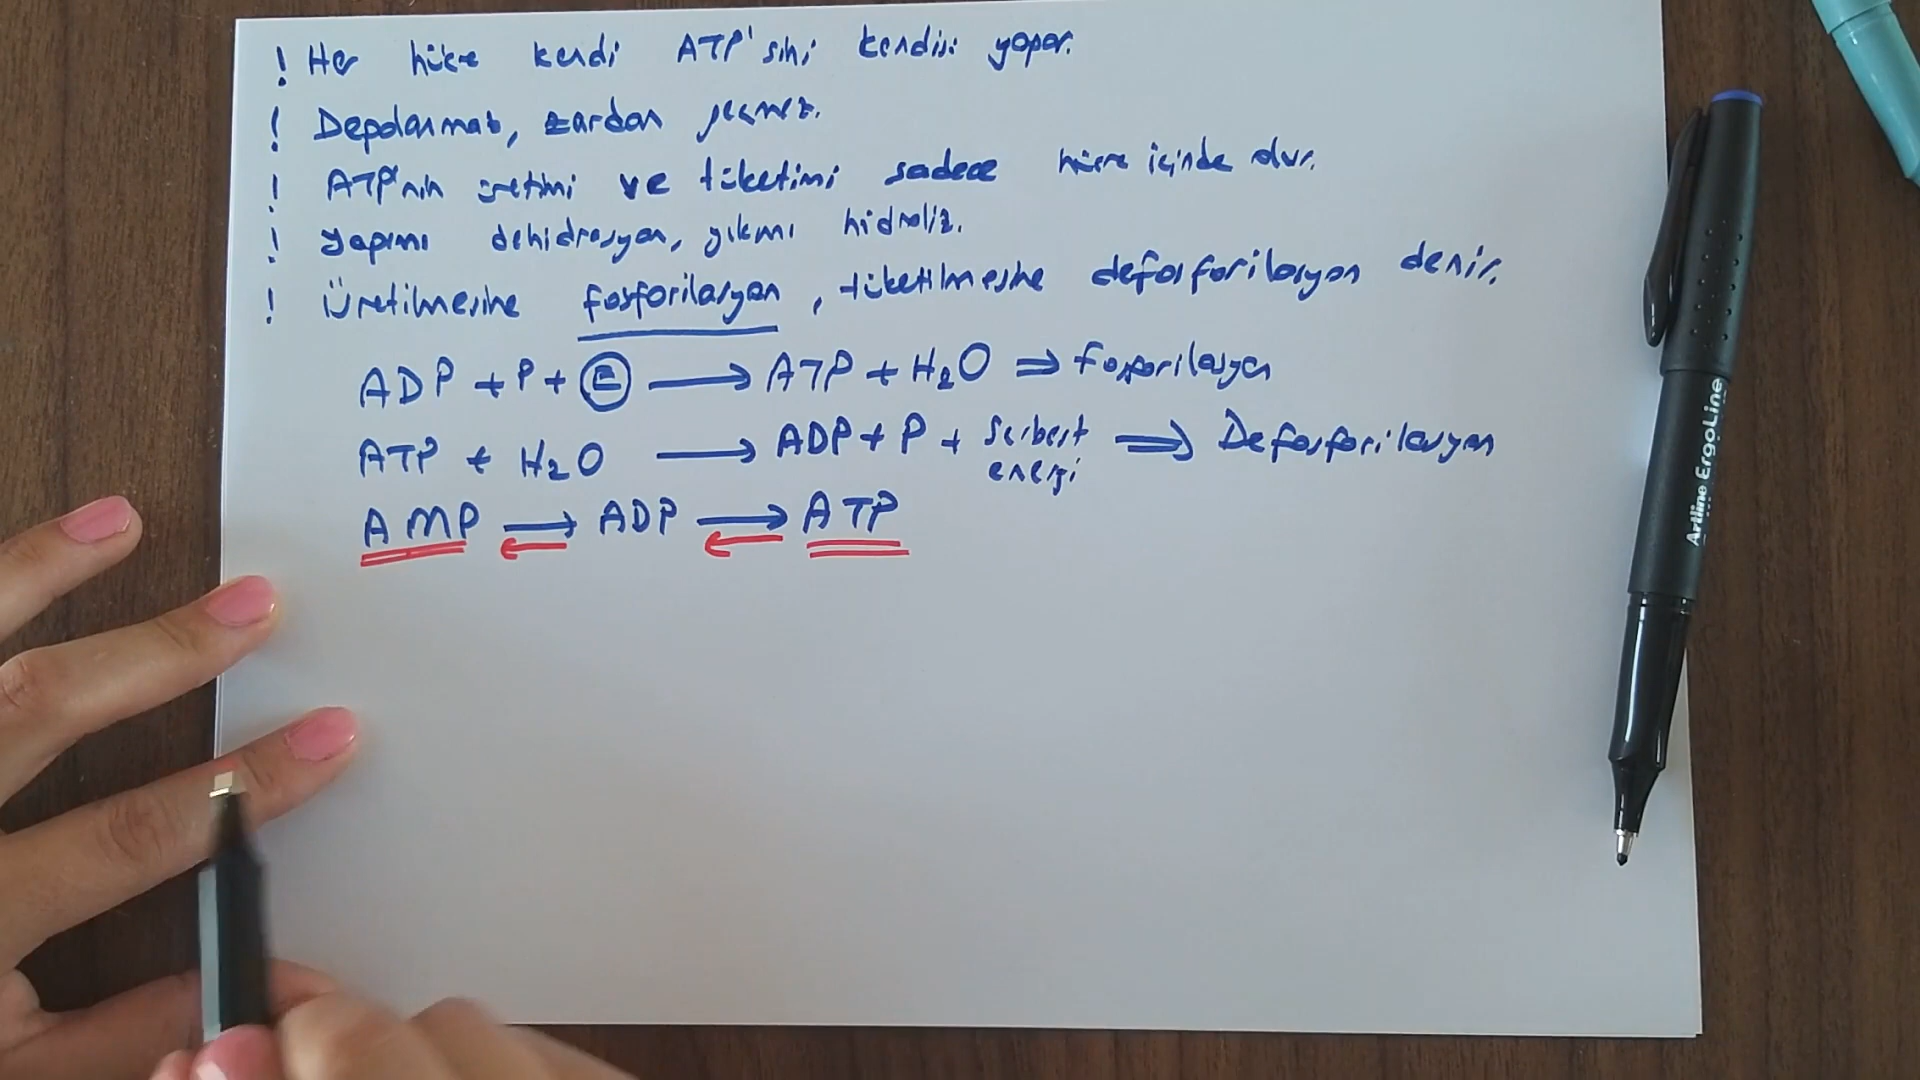 ! Her hücre kendi ATP'sini kendisi yapar.
! Depolanmaz, zardan geçmez.
! ATP'nin üretimi ve tüketimi sadece hücre içinde olur.
! Yapımı dehidrasyon, yıkımı hidroliz.
! Üretilmesine fosforilasyon, tüketilmesine defosforilasyon denir.
ADP + P + E → ATP + H₂O ⇒ Fosforilasyon
ATP + H₂O → ADP + P + Serbest enerji ⇒ Defosforilasyon
AMP ⇄ ADP ⇄ ATP
Artline ErgoLine